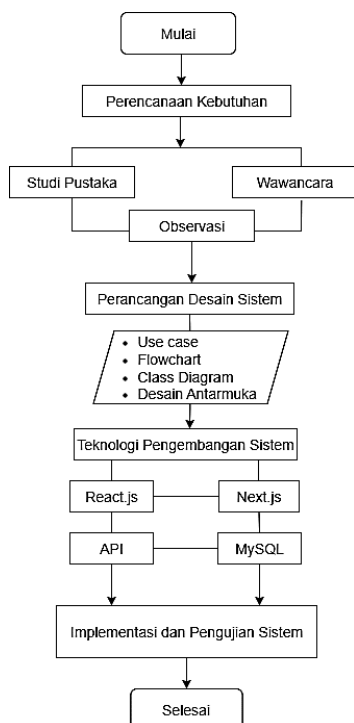 Mulai
Perencanaan Kebutuhan
Studi Pustaka
Wawancara
Observasi
Perancangan Desain Sistem
• Use case
• Flowchart
• Class Diagram
• Desain Antarmuka
Teknologi Pengembangan Sistem
React.js
Next.js
API
MySQL
Implementasi dan Pengujian Sistem
Selesai